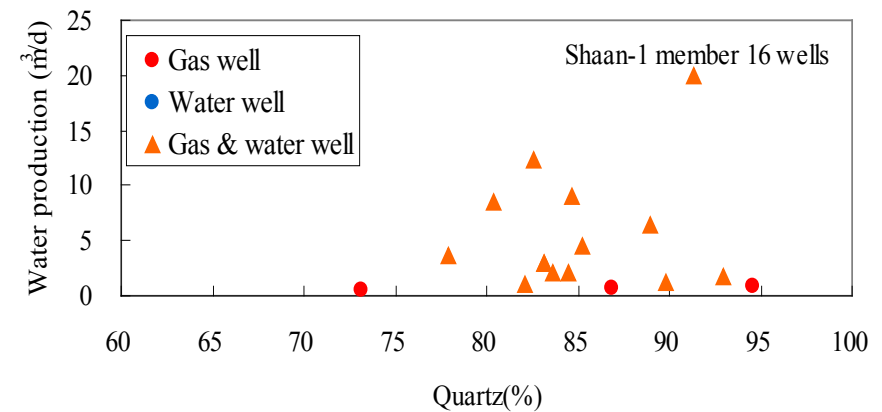 25
20
15
10
5
0
Water production (m³/d)
Gas well
Water well
Gas & water well
Shaan-1 member 16 wells
60 65 70 75 80 85 90 95 100
Quartz(%)